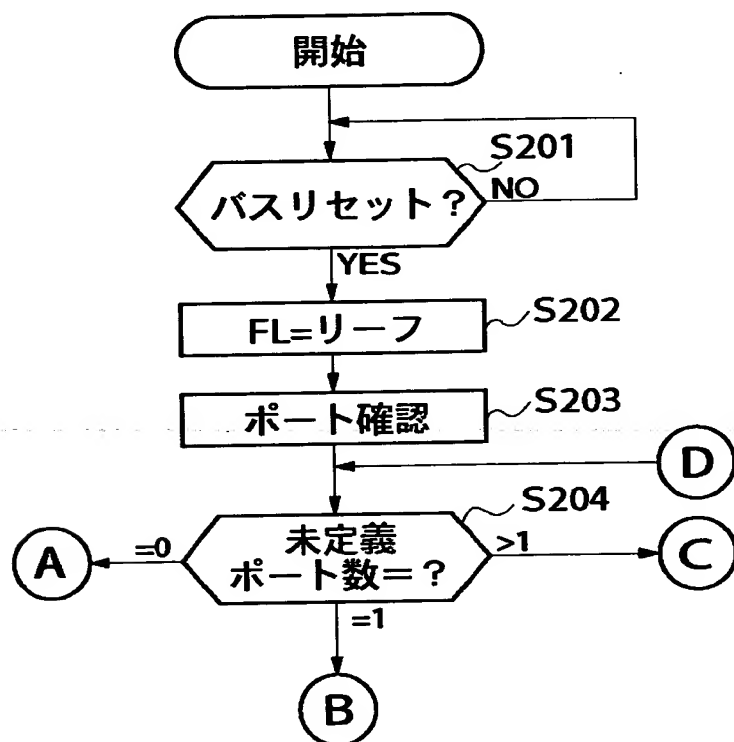 開始
S201
バスリセット?
NO
YES
FL=リーフ
S202
ポート確認
S203
D
S204
A
=0
未定義
ポート数=?
>1
C
=1
B